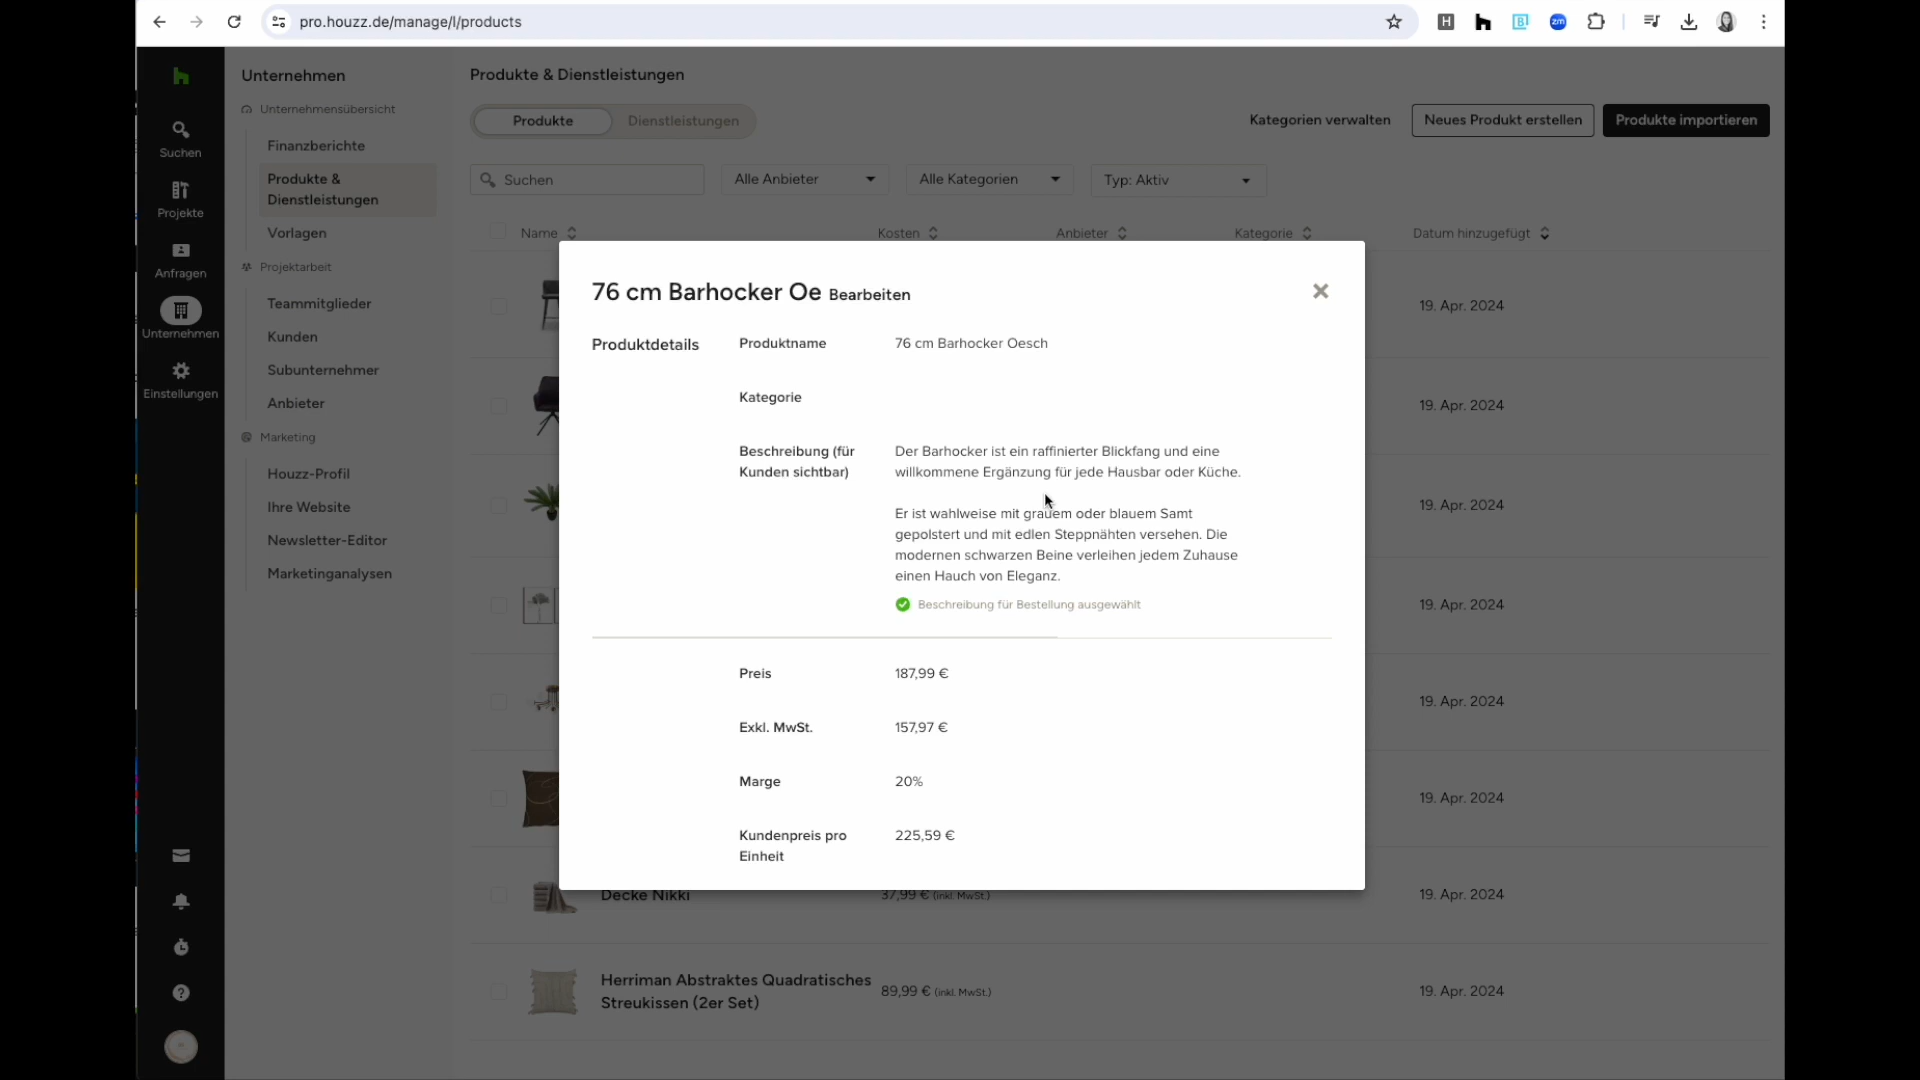 pro.houzz.de/manage/l/products
Suchen
Projekte
Anfragen
Unternehmen
Einstellungen
Unternehmen
Unternehmensübersicht
Finanzberichte
Produkte &
Dienstleistungen
Vorlagen
Projektarbeit
Teammitglieder
Kunden
Subunternehmer
Anbieter
Marketing
Houzz-Profil
Ihre Website
Newsletter-Editor
Marketinganalysen
Produkte & Dienstleistungen
Produkte Dienstleistungen
Kategorien verwalten Neues Produkt erstellen Produkte importieren
Suchen Alle Anbieter Alle Kategorien Typ: Aktiv
Name Kosten Anbieter Kategorie Datum hinzugefügt
76 cm Barhocker Oe Bearbeiten
Produktdetails Produktname 76 cm Barhocker Oesch
Kategorie
Beschreibung (für
Kunden sichtbar)
Der Barhocker ist ein raffinierter Blickfang und eine
willkommene Ergänzung für jede Hausbar oder Küche.
Er ist wahlweise mit grauem oder blauem Samt
gepolstert und mit edlen Steppnähten versehen. Die
modernen schwarzen Beine verleihen jedem Zuhause
einen Hauch von Eleganz.
Beschreibung für Bestellung ausgewählt
Preis 187,99 €
Exkl. MwSt. 157,97 €
Marge 20%
Kundenpreis pro
Einheit
225,59 €
19. Apr. 2024
19. Apr. 2024
19. Apr. 2024
19. Apr. 2024
19. Apr. 2024
19. Apr. 2024
Decke Nikki 37,99 € (inkl. MwSt.) 19. Apr. 2024
Herriman Abstraktes Quadratisches
Streukissen (2er Set)
89,99 € (inkl. MwSt.) 19. Apr. 2024